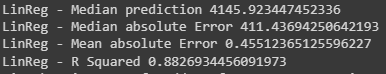 LinReg - Median prediction 4145.923447452336
LinReg - Median absolute Error 411.43694250642193
LinReg - Mean absolute Error 0.45512365125596227
LinReg - R Squared 0.8826934456091973